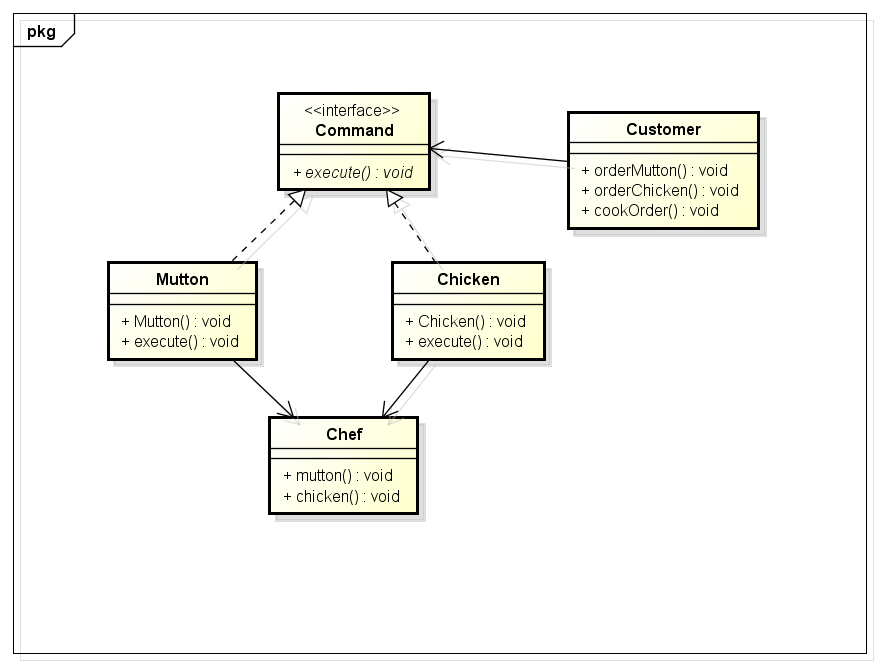 pkg
<<interface>>
Command
+ execute() : void
Customer
+ orderMutton() : void
+ orderChicken() : void
+ cookOrder() : void
Mutton
+ Mutton() : void
+ execute() : void
Chicken
+ Chicken() : void
+ execute() : void
Chef
+ mutton() : void
+ chicken() : void